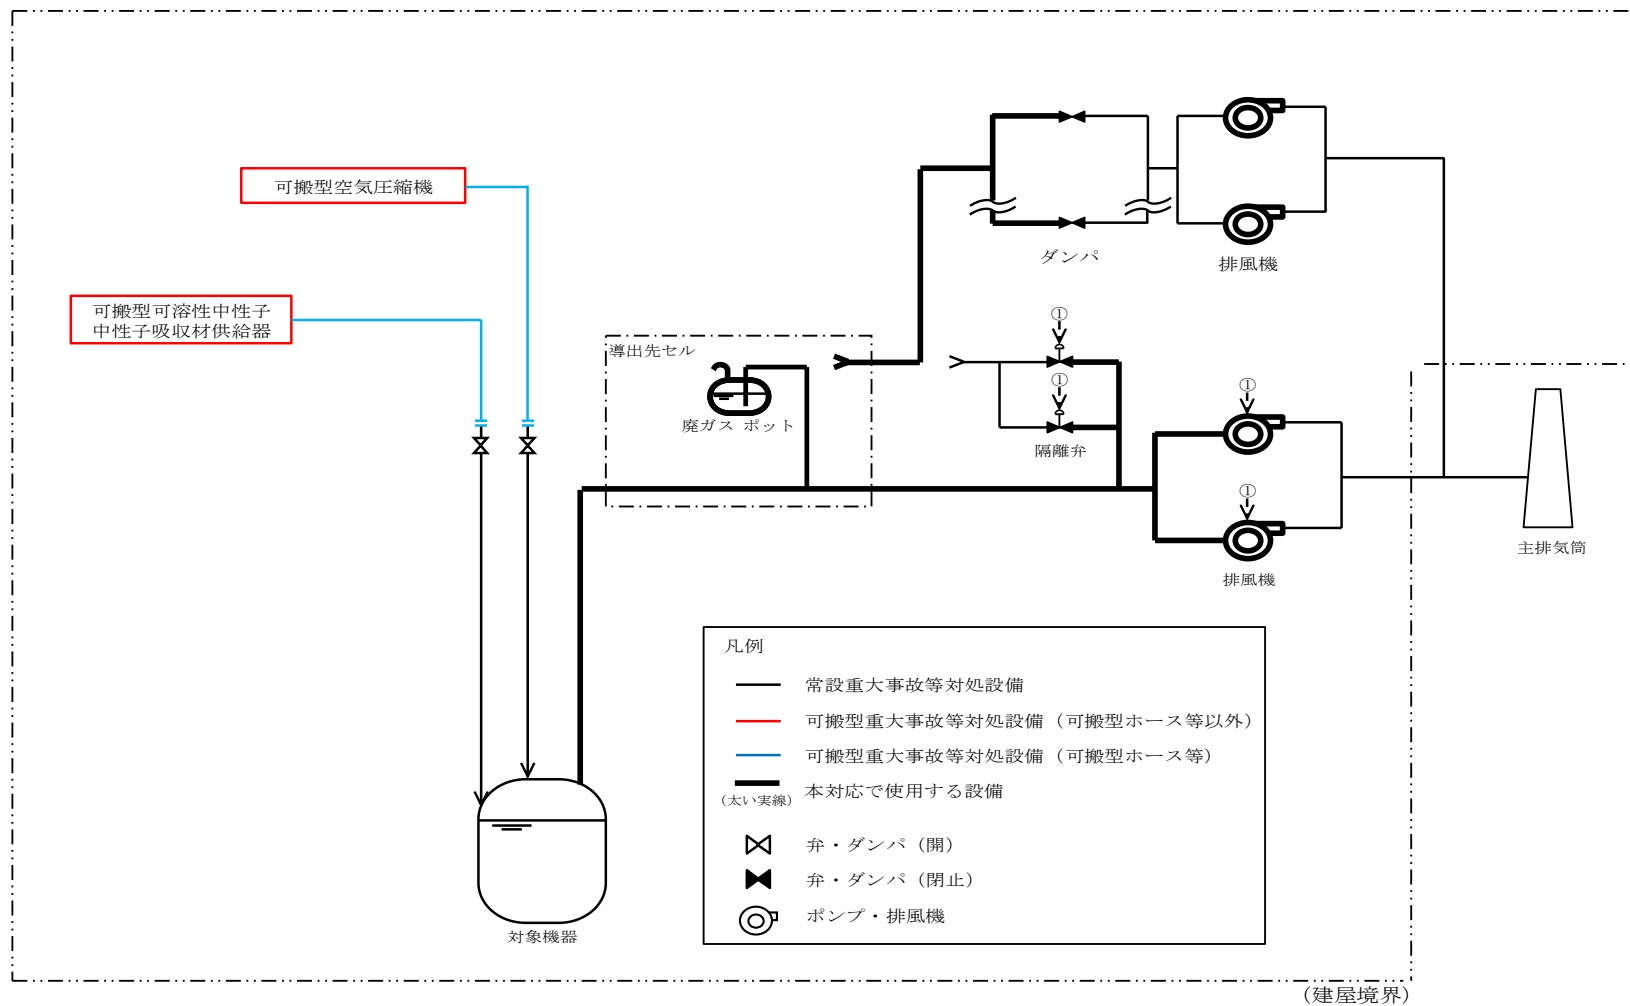 可搬型空気圧縮機
可搬型可溶性中性子
中性子吸収材供給器
ダンパ
排風機
①
導出先セル
①
①
廃ガス ポット
隔離弁
①
主排気筒
排風機
凡例
常設重大事故等対処設備
可搬型重大事故等対処設備（可搬型ホース等以外）
可搬型重大事故等対処設備（可搬型ホース等）
本対応で使用する設備
（太い実線）
弁・ダンパ（開）
弁・ダンパ（閉止）
ポンプ・排風機
対象機器
（建屋境界）